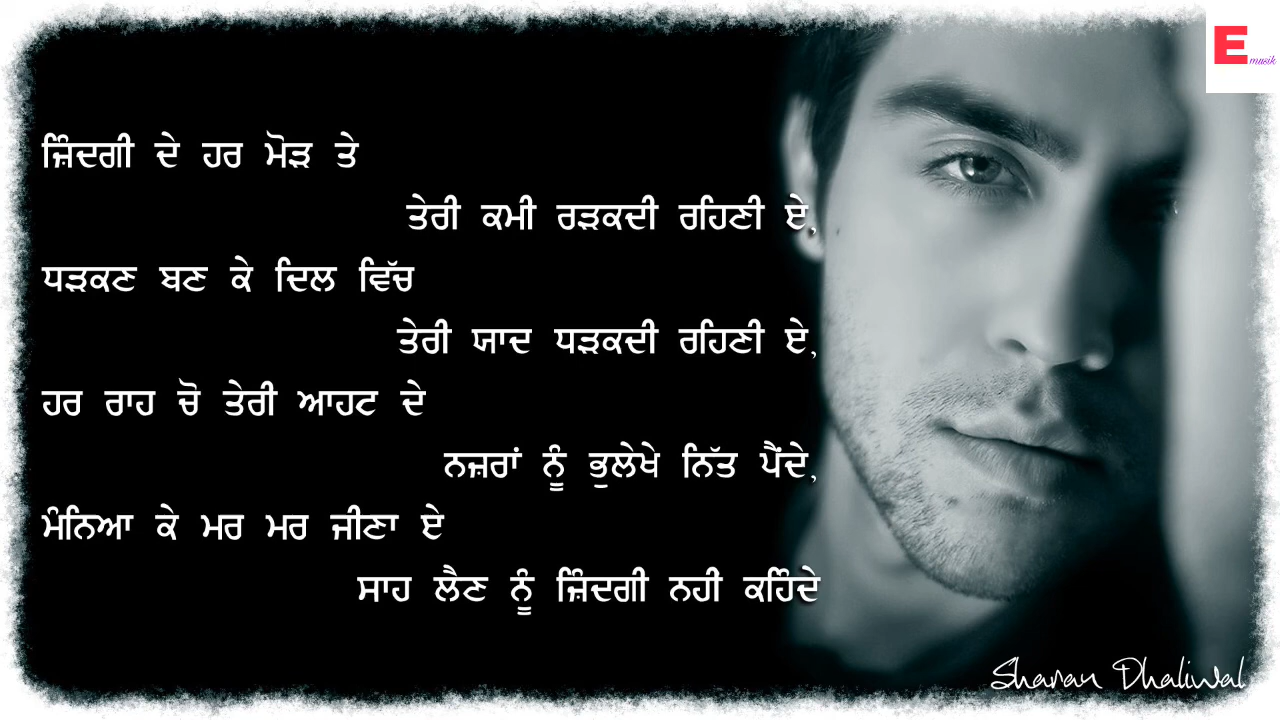 E musik
ਜ਼ਿੰਦਗੀ ਦੇ ਹਰ ਮੋੜ ਤੇ
ਤੇਰੀ ਕਮੀ ਰੜਕਦੀ ਰਹਿਣੀ ਏ,
ਧੜਕਣ ਬਣ ਕੇ ਦਿਲ ਵਿੱਚ
ਤੇਰੀ ਯਾਦ ਧੜਕਦੀ ਰਹਿਣੀ ਏ,
ਹਰ ਰਾਹ ਚੋ ਤੇਰੀ ਆਹਟ ਦੇ
ਨਜ਼ਰਾਂ ਨੂੰ ਭੁਲੇਖੇ ਨਿੱਤ ਪੈਂਦੇ,
ਮੰਨਿਆ ਕੇ ਮਰ ਮਰ ਜੀਣਾ ਏ
ਸਾਹ ਲੈਣ ਨੂੰ ਜ਼ਿੰਦਗੀ ਨਹੀ ਕਹਿੰਦੇ
Sharan Dhaliwal